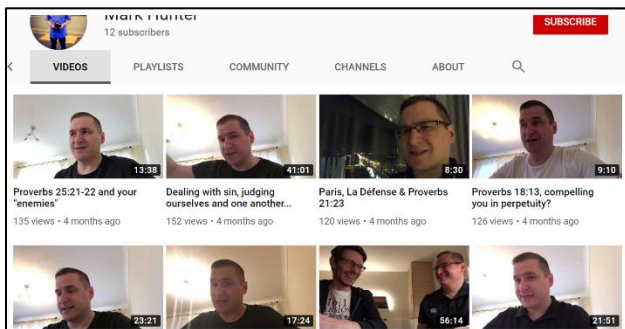 Mark Hunter
12 subscribers
SUBSCRIBE
VIDEOS PLAYLISTS COMMUNITY CHANNELS ABOUT
13:38 41:01 8:30 9:10
Proverbs 25:21-22 and your Dealing with sin, judging Paris, La Défense & Proverbs Proverbs 18:13, compelling
"enemies" ourselves and one another... 21:23 you in perpetuity?
135 views • 4 months ago 152 views • 4 months ago 120 views • 4 months ago 126 views • 4 months ago
23:21 17:24 56:14 21:51